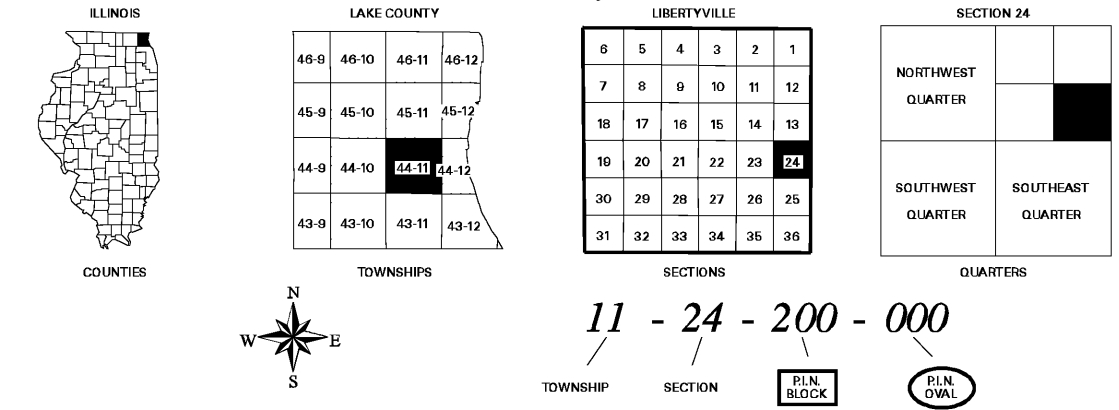 ILLINOIS
COUNTIES
LAKE COUNTY
46-9 46-10 46-11 46-12
45-9 45-10 45-11 45-12
44-9 44-10 44-11 44-12
43-9 43-10 43-11 43-12
TOWNSHIPS
LIBERTYVILLE
6 5 4 3 2 1
7 8 9 10 11 12
18 17 16 15 14 13
19 20 21 22 23 24
30 29 28 27 26 25
31 32 33 34 35 36
SECTIONS
SECTION 24
NORTHWEST
QUARTER
SOUTHWEST
QUARTER
SOUTHEAST
QUARTER
QUARTERS
N
W E
S
11 - 24 - 200 - 000
TOWNSHIP
SECTION
P.I.N.
BLOCK
P.I.N.
OVAL